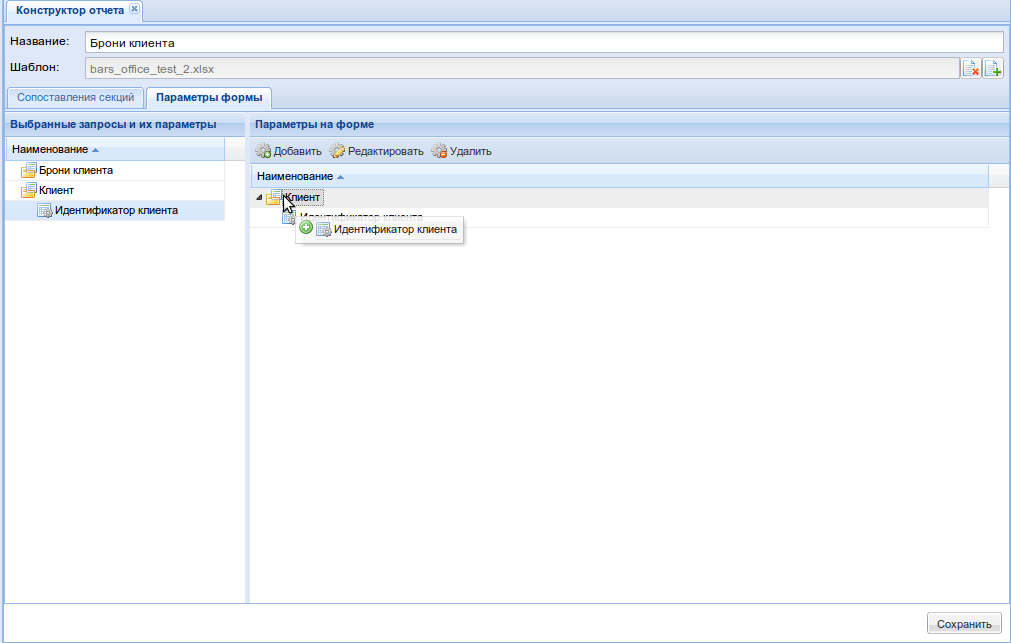 Конструктор отчета
Название: Брони клиента
Шаблон: bars_office_test_2.xlsx
Сопоставления секций Параметры формы
Выбранные запросы и их параметры
Наименование
Брони клиента
Клиент
Идентификатор клиента
Параметры на форме
Добавить Редактировать Удалить
Наименование
Клиент
Идентификатор клиента
Идентификатор клиента
Сохранить